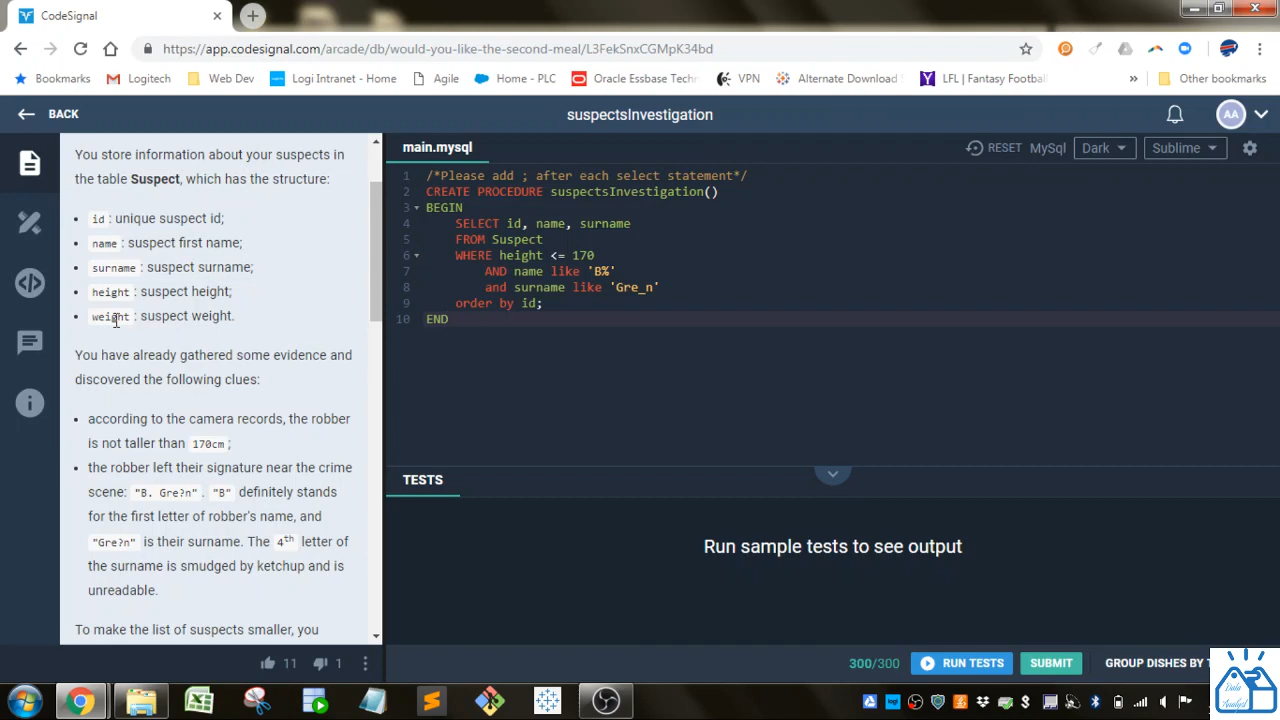 CodeSignal
https://app.codesignal.com/arcade/db/would-you-like-the-second-meal/L3FekSnxCGMpK34bd
Bookmarks Logitech Web Dev Logi Intranet - Home Agile Home - PLC Oracle Essbase Techn VPN Alternate Download LFL | Fantasy Football » Other bookmarks
BACK suspectsInvestigation AA
You store information about your suspects in
the table Suspect, which has the structure:
id : unique suspect id;
name : suspect first name;
surname : suspect surname;
height : suspect height;
weight : suspect weight.
You have already gathered some evidence and
discovered the following clues:
according to the camera records, the robber
is not taller than 170cm ;
the robber left their signature near the crime
scene: "B. Gre?n" . "B" definitely stands
for the first letter of robber's name, and
"Gre?n" is their surname. The 4th letter of
the surname is smudged by ketchup and is
unreadable.
To make the list of suspects smaller, you
11 1
main.mysql RESET MySql Dark Sublime
1 /*Please add ; after each select statement*/
2 CREATE PROCEDURE suspectsInvestigation()
3 BEGIN
4 SELECT id, name, surname
5 FROM Suspect
6 WHERE height <= 170
7 AND name like 'B%'
8 and surname like 'Gre_n'
9 order by id;
10 END
TESTS
Run sample tests to see output
300/300 RUN TESTS SUBMIT GROUP DISHES BY T
Data
Analyst